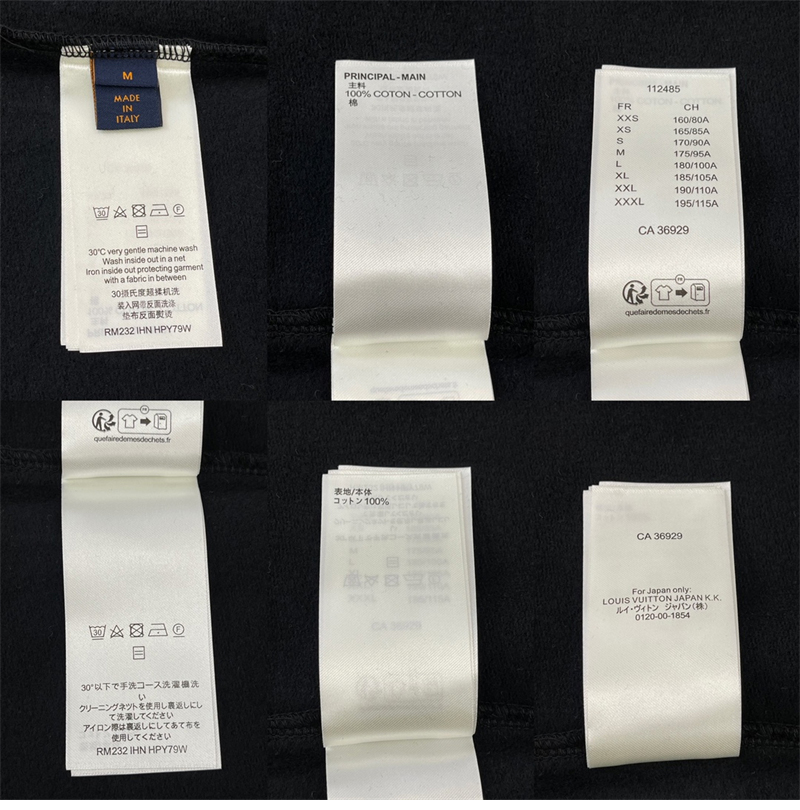 M
MADE
IN
ITALY
30
F
30°C very gentle machine wash
Wash inside out in a net
Iron inside out protecting garment
with a fabric in between
30摄氏度超揉机洗
装入网带反面洗涤
垫布反面熨烫
RM232 IHN HPY79W
PRINCIPAL - MAIN
主料
100% COTON - COTTON
棉
112485
FR CH
XXS 160/80A
XS 165/85A
S 170/90A
M 175/95A
L 180/100A
XL 185/105A
XXL 190/110A
XXXL 195/115A
CA 36929
FR
quefairedemesdechets.fr
FR
quefairedemesdechets.fr
30
F
30°以下で手洗コース洗濯機洗
い
クリーニングネットを使用し裏返しにし
て洗濯してください
アイロン際は裏返しにしてあて布を
使用してください
RM232 IHN HPY79W
表地/本体
コットン100%
CA 36929
For Japan only:
LOUIS VUITTON JAPAN K.K.
ルイ・ヴィトン ジャパン(株)
0120-00-1854